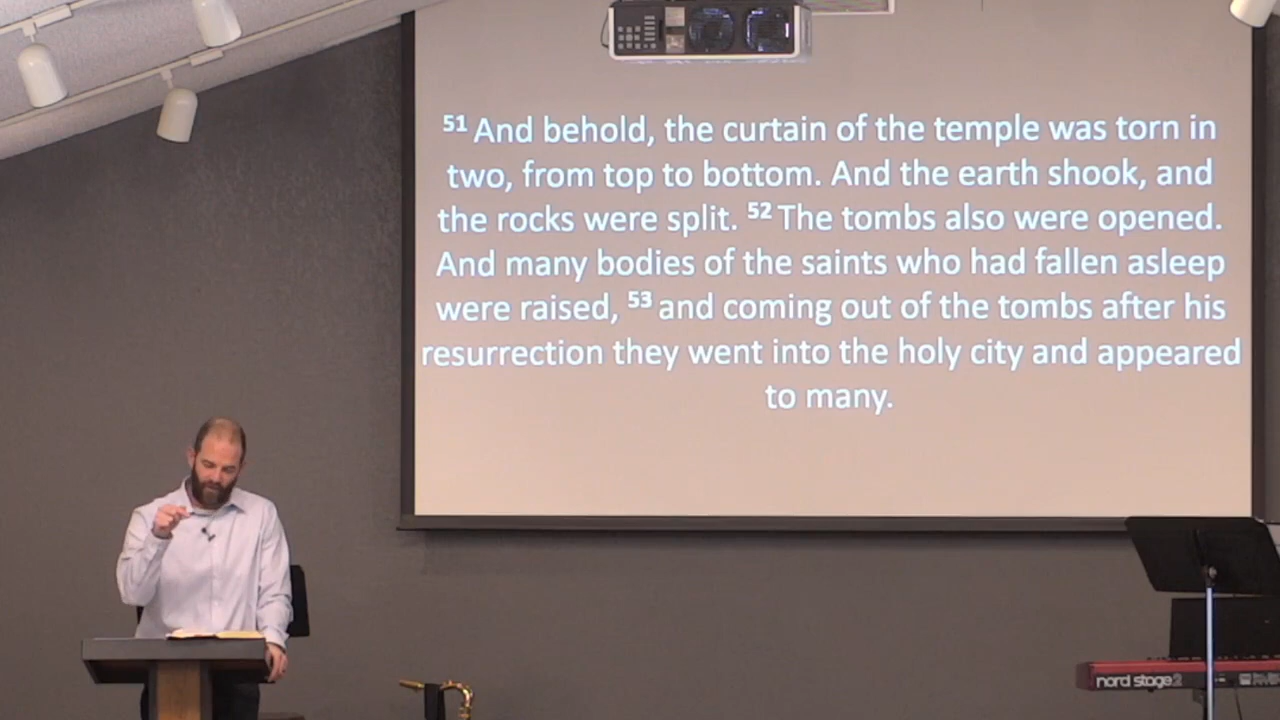 51 And behold, the curtain of the temple was torn in
two, from top to bottom. And the earth shook, and
the rocks were split. 52 The tombs also were opened.
And many bodies of the saints who had fallen asleep
were raised, 53 and coming out of the tombs after his
resurrection they went into the holy city and appeared
to many.
nord stage 2